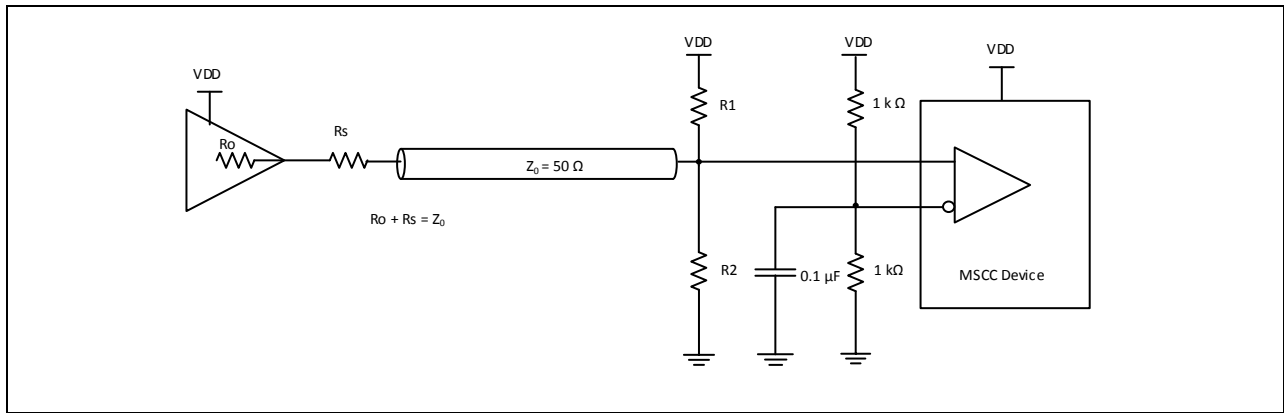 VDD
VDD
VDD
VDD
R1
1 k Ω
Ro
Rs
Z₀ = 50 Ω
Ro + Rs = Z₀
R2
0.1 µF
1 kΩ
MSCC Device